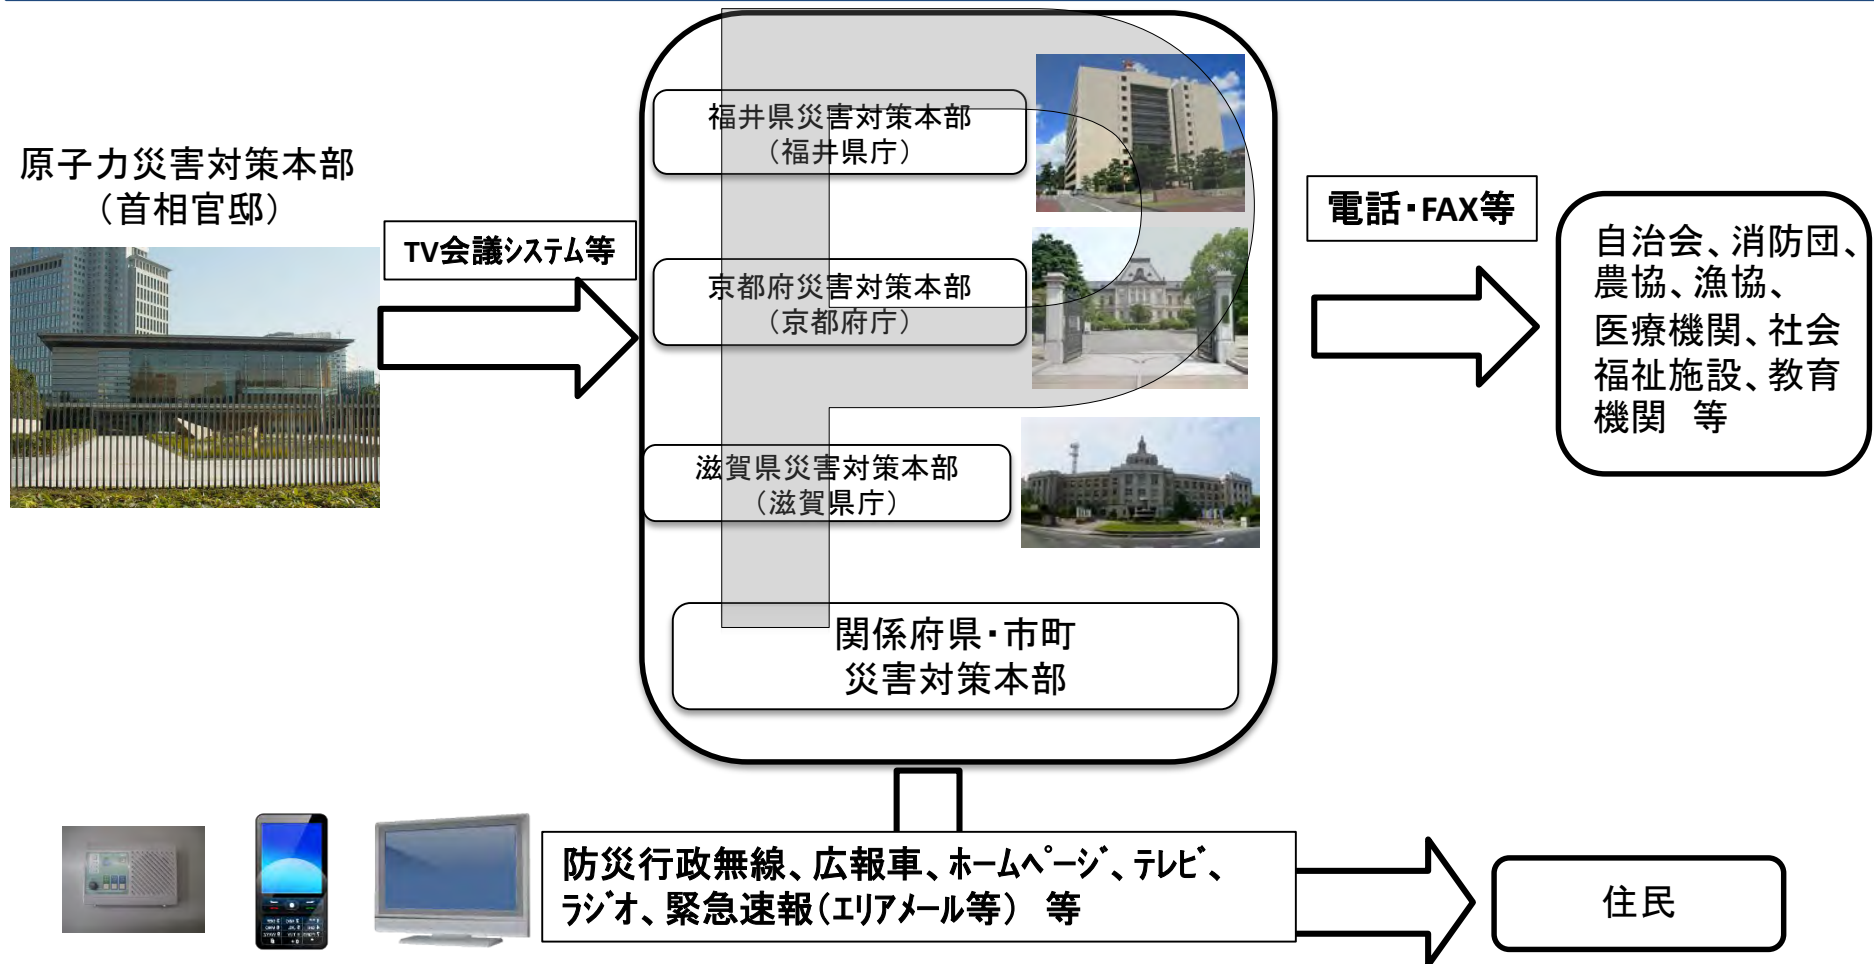 原子力災害対策本部
（首相官邸）
TV会議システム等
福井県災害対策本部
（福井県庁）
京都府災害対策本部
（京都府庁）
滋賀県災害対策本部
（滋賀県庁）
関係府県・市町
災害対策本部
電話・FAX等
自治会、消防団、
農協、漁協、
医療機関、社会
福祉施設、教育
機関　等
防災行政無線、広報車、ﾎｰﾑﾍﾟｰｼﾞ、ﾃﾚﾋﾞ、
ﾗｼﾞｵ、緊急速報（ｴﾘｱﾒｰﾙ等）　等
住民